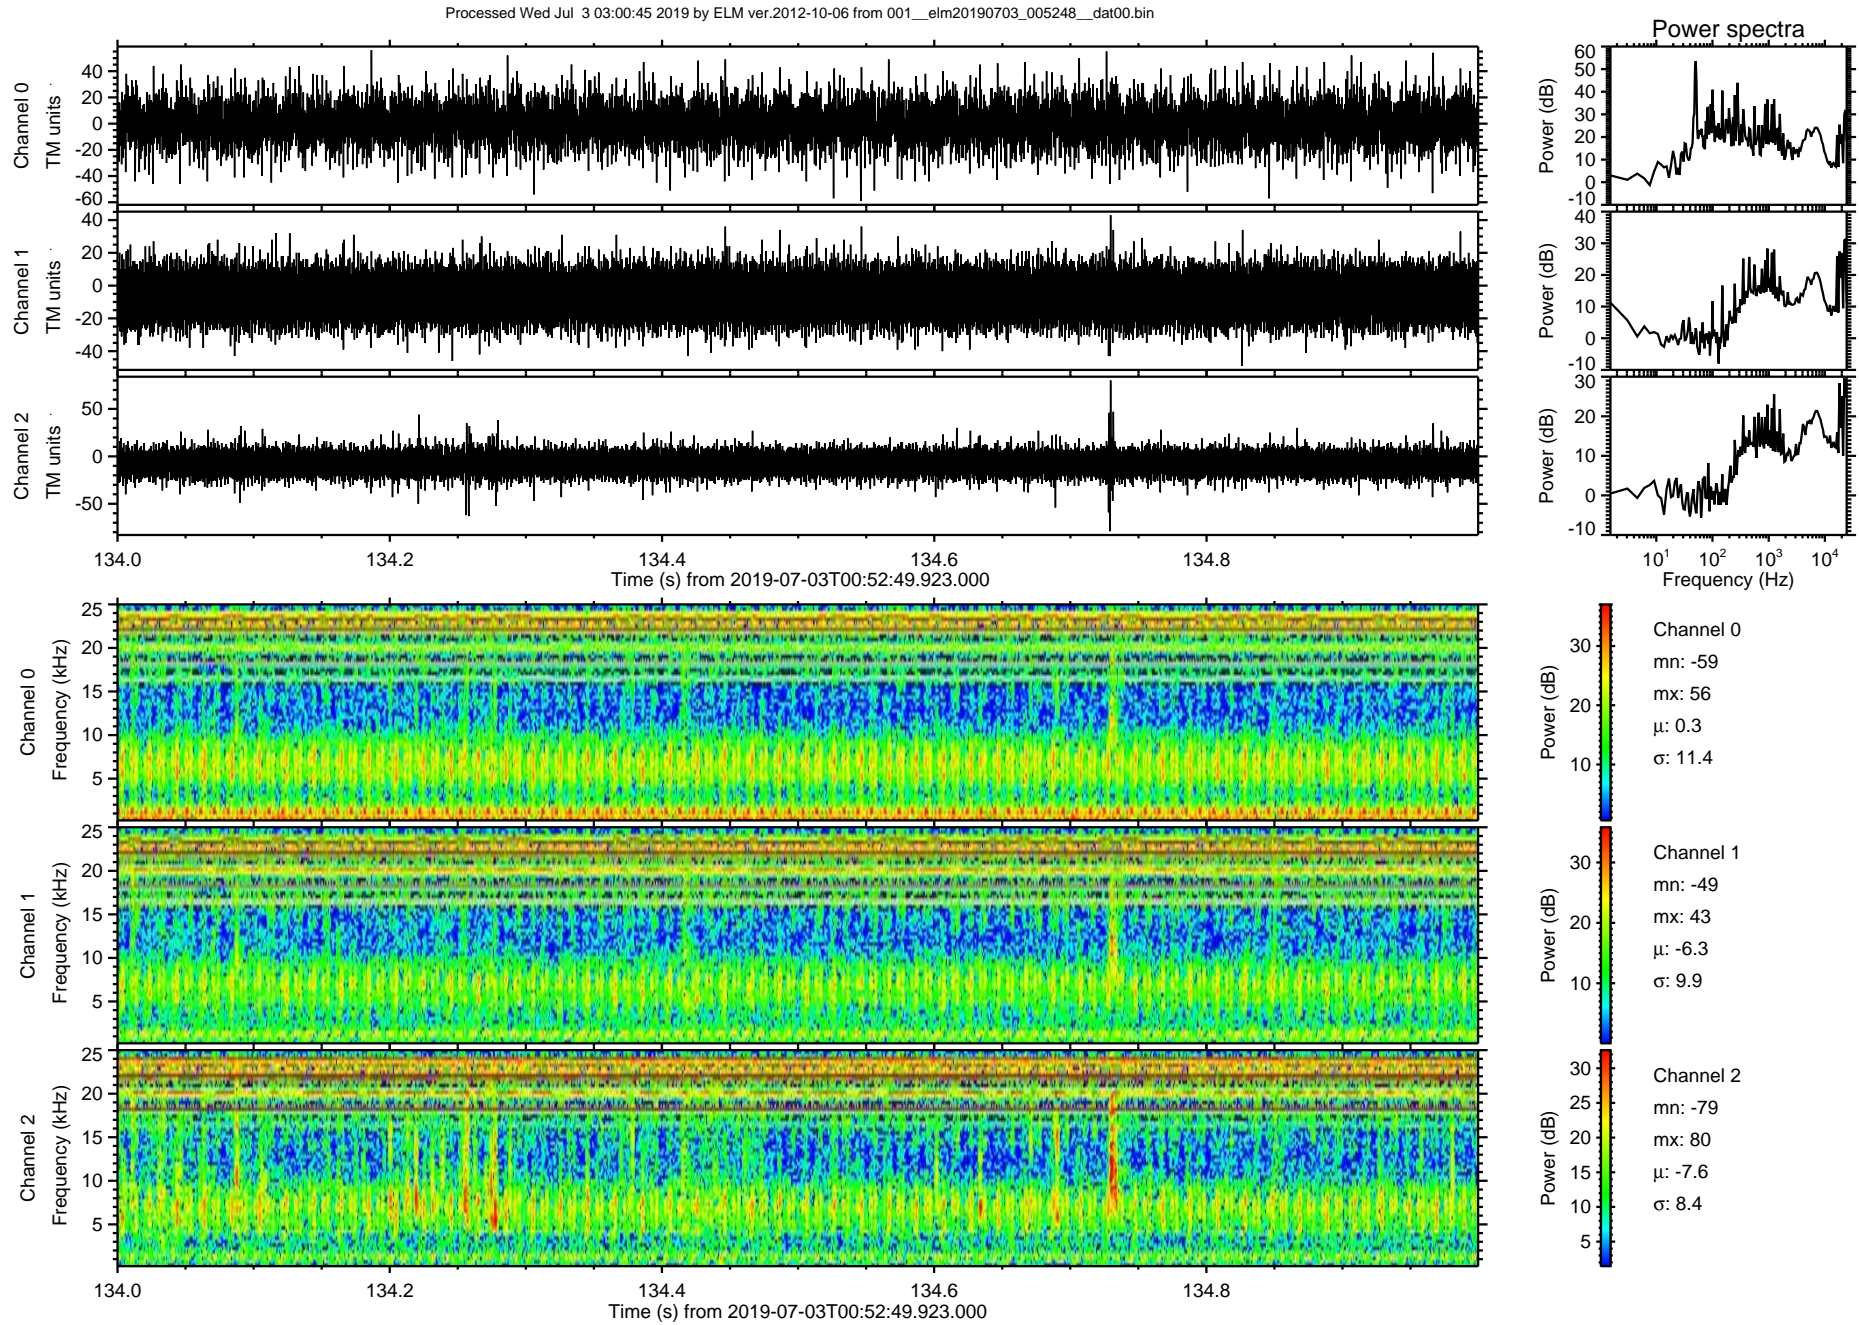 Processed Wed Jul  3 03:00:45 2019 by ELM ver.2012-10-06 from 001__elm20190703_005248__dat00.bin
Power spectra
Channel 0
TM units
40
20
0
-20
-40
-60
Power (dB)
60
50
40
30
20
10
0
-10
Channel 1
TM units
40
20
0
-20
-40
Power (dB)
40
30
20
10
0
-10
Channel 2
TM units
50
0
-50
Power (dB)
30
20
10
0
-10
134.0 134.2 134.4 134.6 134.8
Time (s) from 2019-07-03T00:52:49.923.000
10¹ 10² 10³ 10⁴
Frequency (Hz)
Channel 0
Frequency (kHz)
25
20
15
10
5
Power (dB)
30
20
10
Channel 0
mn: -59
mx: 56
μ: 0.3
σ: 11.4
Channel 1
Frequency (kHz)
25
20
15
10
5
Power (dB)
30
20
10
Channel 1
mn: -49
mx: 43
μ: -6.3
σ: 9.9
Channel 2
Frequency (kHz)
25
20
15
10
5
Power (dB)
30
25
20
15
10
5
Channel 2
mn: -79
mx: 80
μ: -7.6
σ: 8.4
134.0 134.2 134.4 134.6 134.8
Time (s) from 2019-07-03T00:52:49.923.000